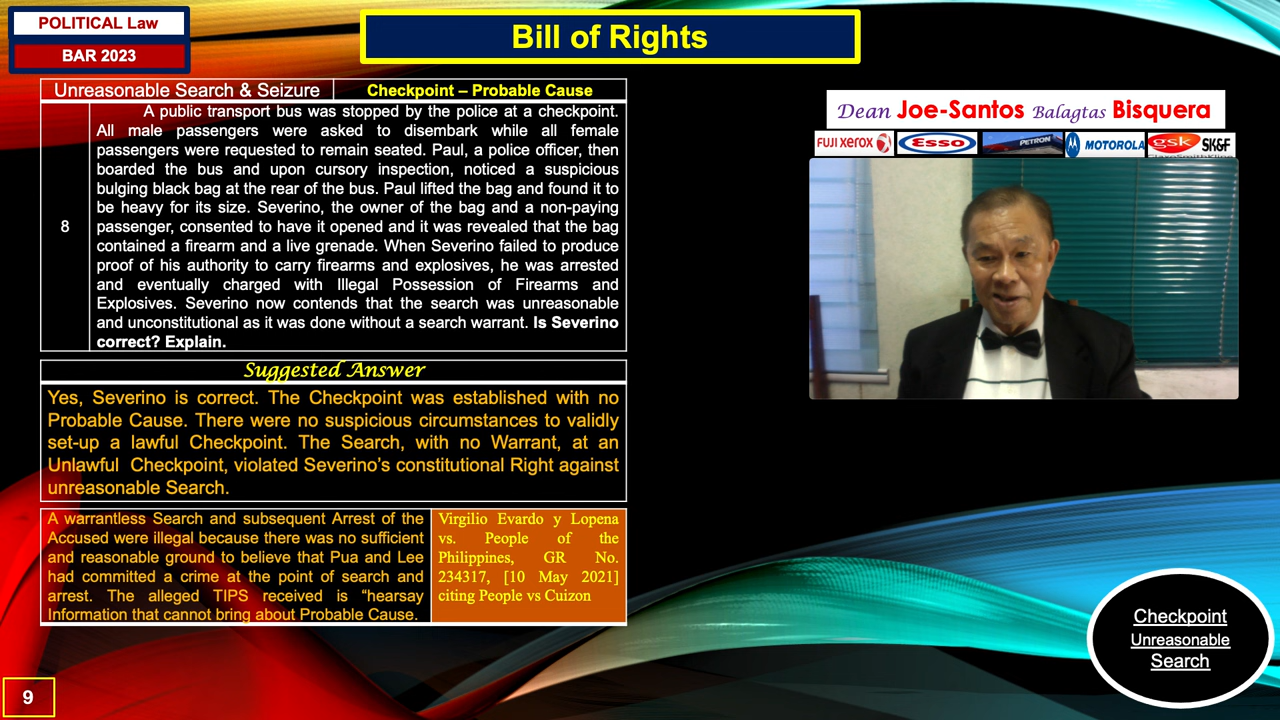 POLITICAL Law
BAR 2023
Bill of Rights
Unreasonable Search & Seizure
Checkpoint – Probable Cause
8
A public transport bus was stopped by the police at a checkpoint.
All male passengers were asked to disembark while all female
passengers were requested to remain seated. Paul, a police officer, then
boarded the bus and upon cursory inspection, noticed a suspicious
bulging black bag at the rear of the bus. Paul lifted the bag and found it to
be heavy for its size. Severino, the owner of the bag and a non-paying
passenger, consented to have it opened and it was revealed that the bag
contained a firearm and a live grenade. When Severino failed to produce
proof of his authority to carry firearms and explosives, he was arrested
and eventually charged with Illegal Possession of Firearms and
Explosives. Severino now contends that the search was unreasonable
and unconstitutional as it was done without a search warrant. Is Severino
correct? Explain.
Suggested Answer
Yes, Severino is correct. The Checkpoint was established with no
Probable Cause. There were no suspicious circumstances to validly
set-up a lawful Checkpoint. The Search, with no Warrant, at an
Unlawful Checkpoint, violated Severino's constitutional Right against
unreasonable Search.
A warrantless Search and subsequent Arrest of the
Accused were illegal because there was no sufficient
and reasonable ground to believe that Pua and Lee
had committed a crime at the point of search and
arrest. The alleged TIPS received is “hearsay
Information that cannot bring about Probable Cause.
Virgilio Evardo y Lopena
vs. People of the
Philippines, GR No.
234317, [10 May 2021]
citing People vs Cuizon
Dean Joe-Santos Balagtas Bisquera
FUJI xerox
Esso
PETRON
MOTOROLA
gsk
SK&F
Checkpoint
Unreasonable
Search
9